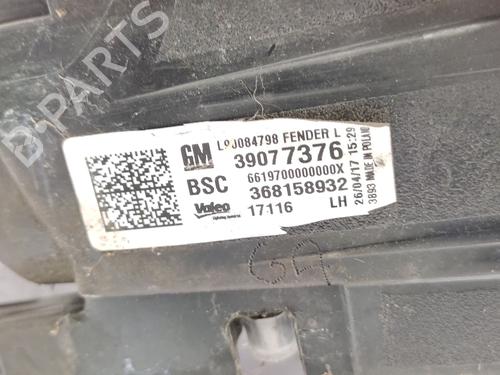 GM
L90084798 FENDER L
39077376
BSC
6619700000000X
368158932
Valeo
17116
LH
26/04/17 15:29
3893 MADE IN POLAND
GA
B-PARTS